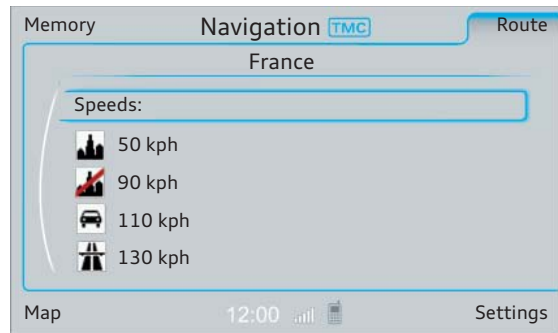 Memory Navigation TMC Route
France
Speeds:
50 kph
90 kph
110 kph
130 kph
Map 12:00 Settings